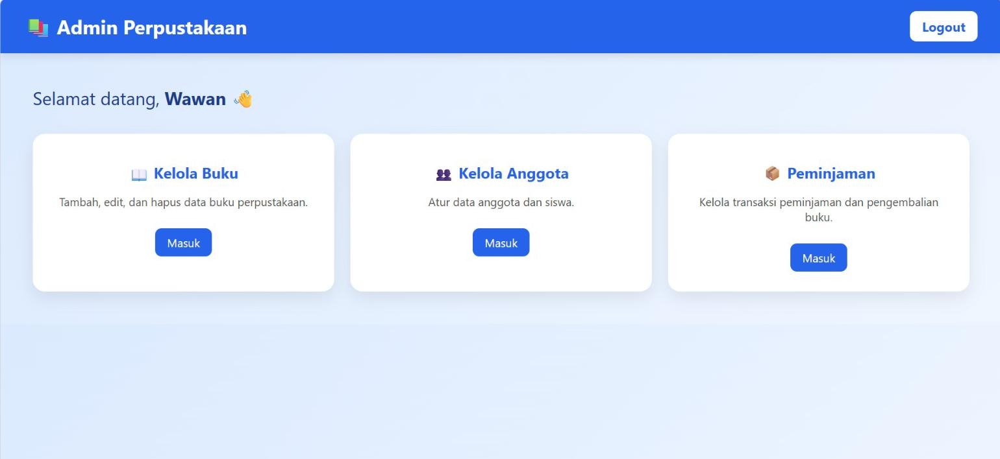 Admin Perpustakaan
Logout
Selamat datang, Wawan 👋
📖 Kelola Buku
Tambah, edit, dan hapus data buku perpustakaan.
Masuk
👥 Kelola Anggota
Atur data anggota dan siswa.
Masuk
📦 Peminjaman
Kelola transaksi peminjaman dan pengembalian
buku.
Masuk